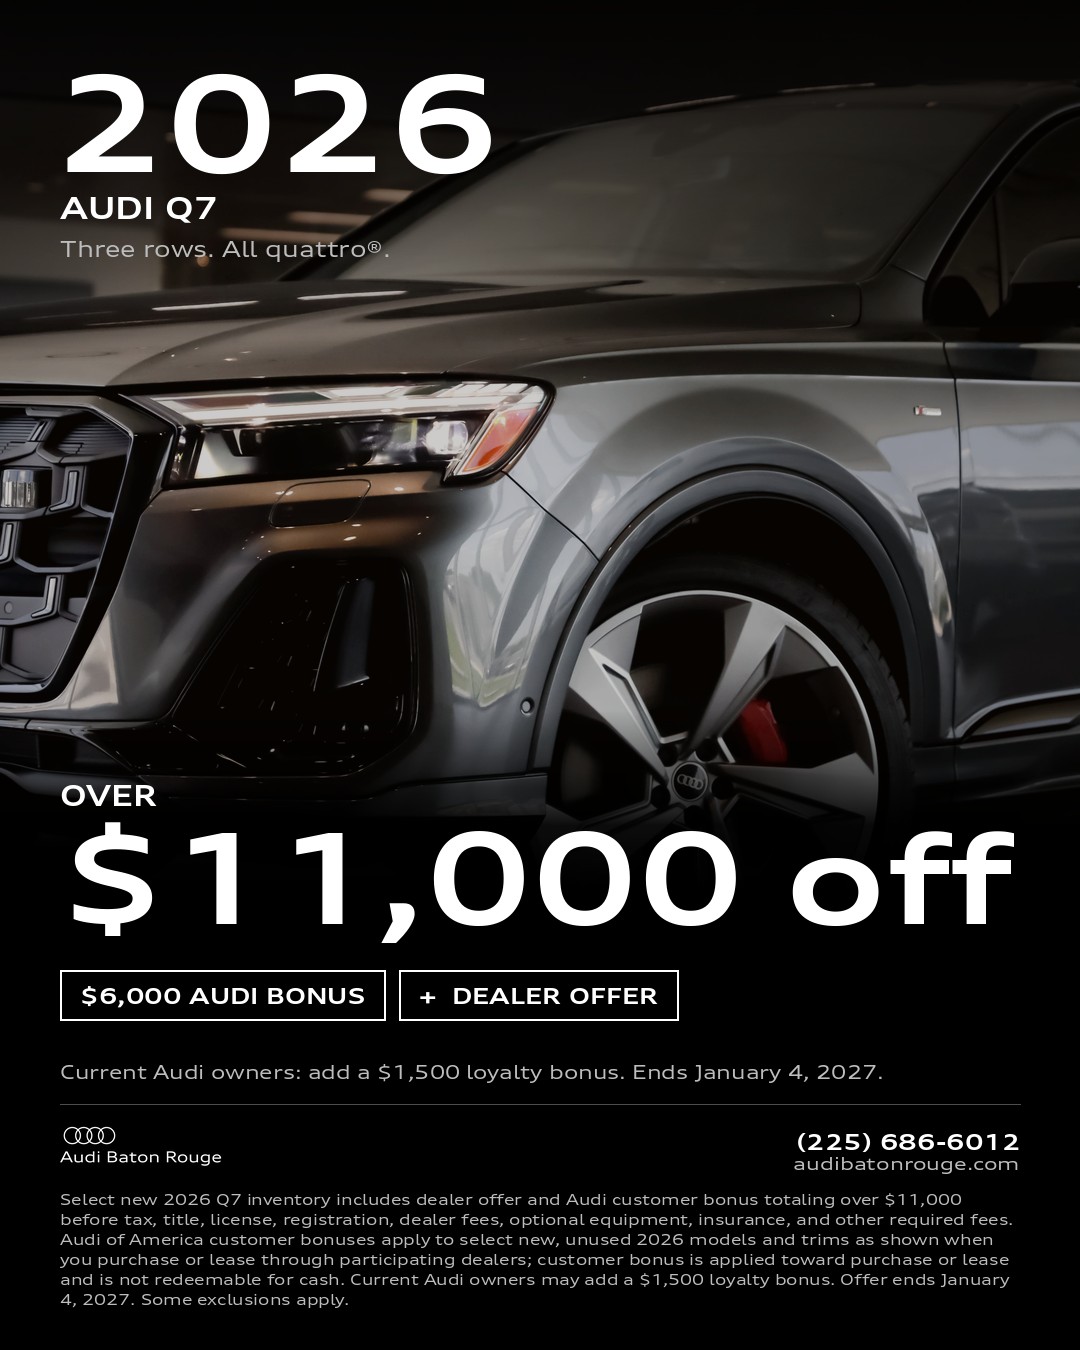 2026
AUDI Q7
Three rows. All quattro®.
OVER
$11,000 off
$6,000 AUDI BONUS
+ DEALER OFFER
Current Audi owners: add a $1,500 loyalty bonus. Ends January 4, 2027.
Audi Baton Rouge
(225) 686-6012
audibatonrouge.com
Select new 2026 Q7 inventory includes dealer offer and Audi customer bonus totaling over $11,000
before tax, title, license, registration, dealer fees, optional equipment, insurance, and other required fees.
Audi of America customer bonuses apply to select new, unused 2026 models and trims as shown when
you purchase or lease through participating dealers; customer bonus is applied toward purchase or lease
and is not redeemable for cash. Current Audi owners may add a $1,500 loyalty bonus. Offer ends January
4, 2027. Some exclusions apply.